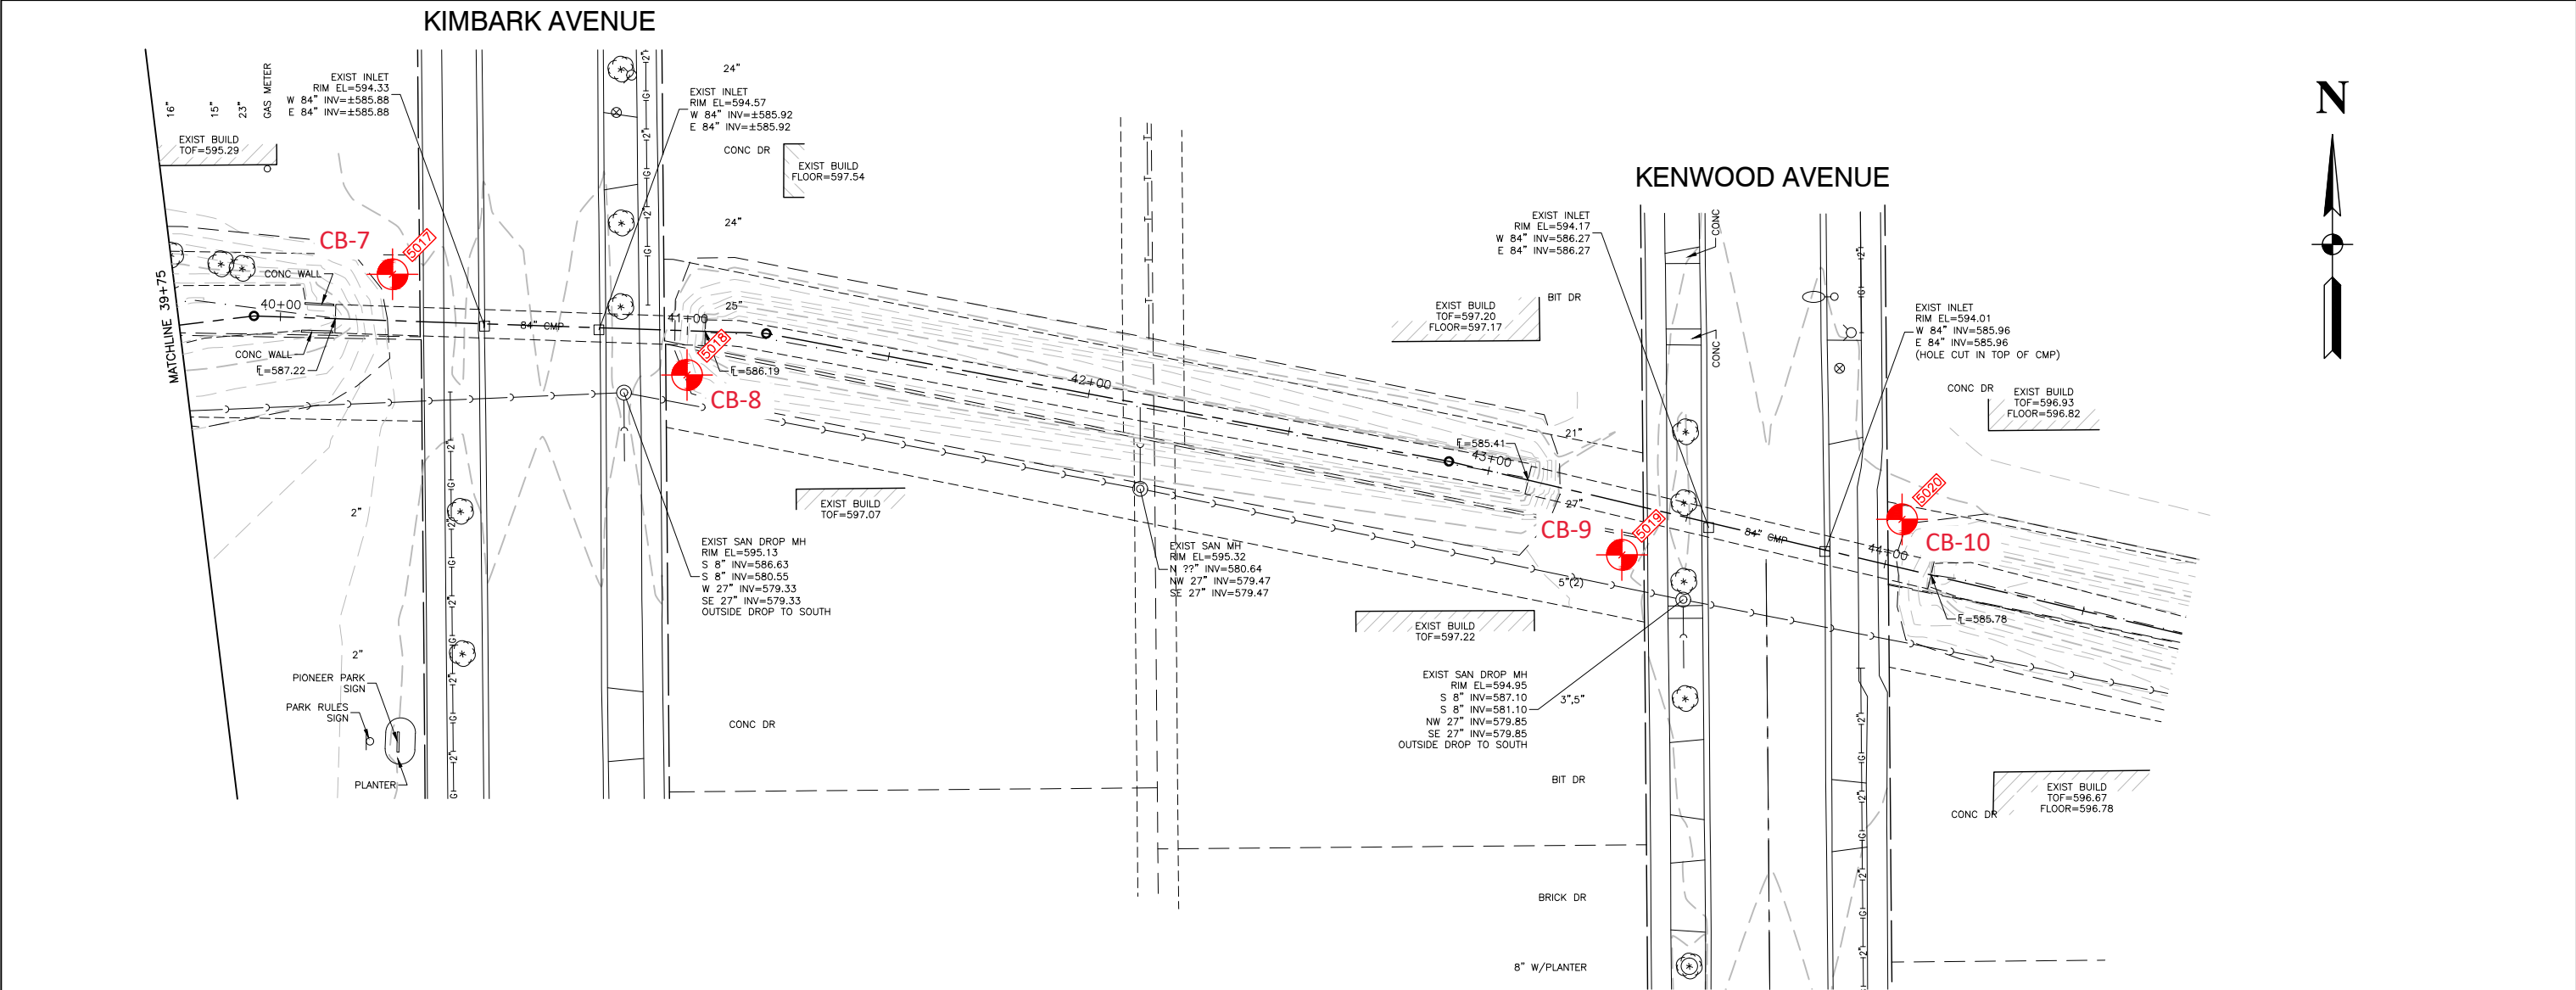 KIMBARK AVENUE
KENWOOD AVENUE
N
16"
15"
23"
GAS METER
EXIST INLET
RIM EL=594.33
W 84" INV=±585.88
E 84" INV=±585.88
EXIST BUILD
TOF=595.29
24"
EXIST INLET
RIM EL=594.57
W 84" INV=±585.92
E 84" INV=±585.92
CONC DR
EXIST BUILD
FLOOR=597.54
24"
CB-7
5017
CONC WALL
MATCHLINE 39+75
40+00
CONC WALL
℄=587.22
84" CMP
41+00
25"
5018
℄=586.19
CB-8
42+00
EXIST INLET
RIM EL=594.17
W 84" INV=586.27
E 84" INV=586.27
CONC
CONC
BIT DR
EXIST BUILD
TOF=597.20
FLOOR=597.17
EXIST INLET
RIM EL=594.01
W 84" INV=585.96
E 84" INV=585.96
(HOLE CUT IN TOP OF CMP)
CONC DR
EXIST BUILD
TOF=596.93
FLOOR=596.82
21"
℄=585.41
43+00
27"
CB-9
5019
84" CMP
44+00
5020
CB-10
5"(2)
℄=585.78
2"
EXIST BUILD
TOF=597.07
EXIST SAN DROP MH
RIM EL=595.13
S 8" INV=586.63
S 8" INV=580.55
W 27" INV=579.33
SE 27" INV=579.33
OUTSIDE DROP TO SOUTH
EXIST SAN MH
RIM EL=595.32
N ??" INV=580.64
NW 27" INV=579.47
SE 27" INV=579.47
EXIST BUILD
TOF=597.22
2"
PIONEER PARK
SIGN
PARK RULES
SIGN
PLANTER
CONC DR
EXIST SAN DROP MH
RIM EL=594.95
S 8" INV=587.10
S 8" INV=581.10
NW 27" INV=579.85
SE 27" INV=579.85
OUTSIDE DROP TO SOUTH
3",5"
BIT DR
EXIST BUILD
TOF=596.67
FLOOR=596.78
CONC DR
BRICK DR
8" W/PLANTER